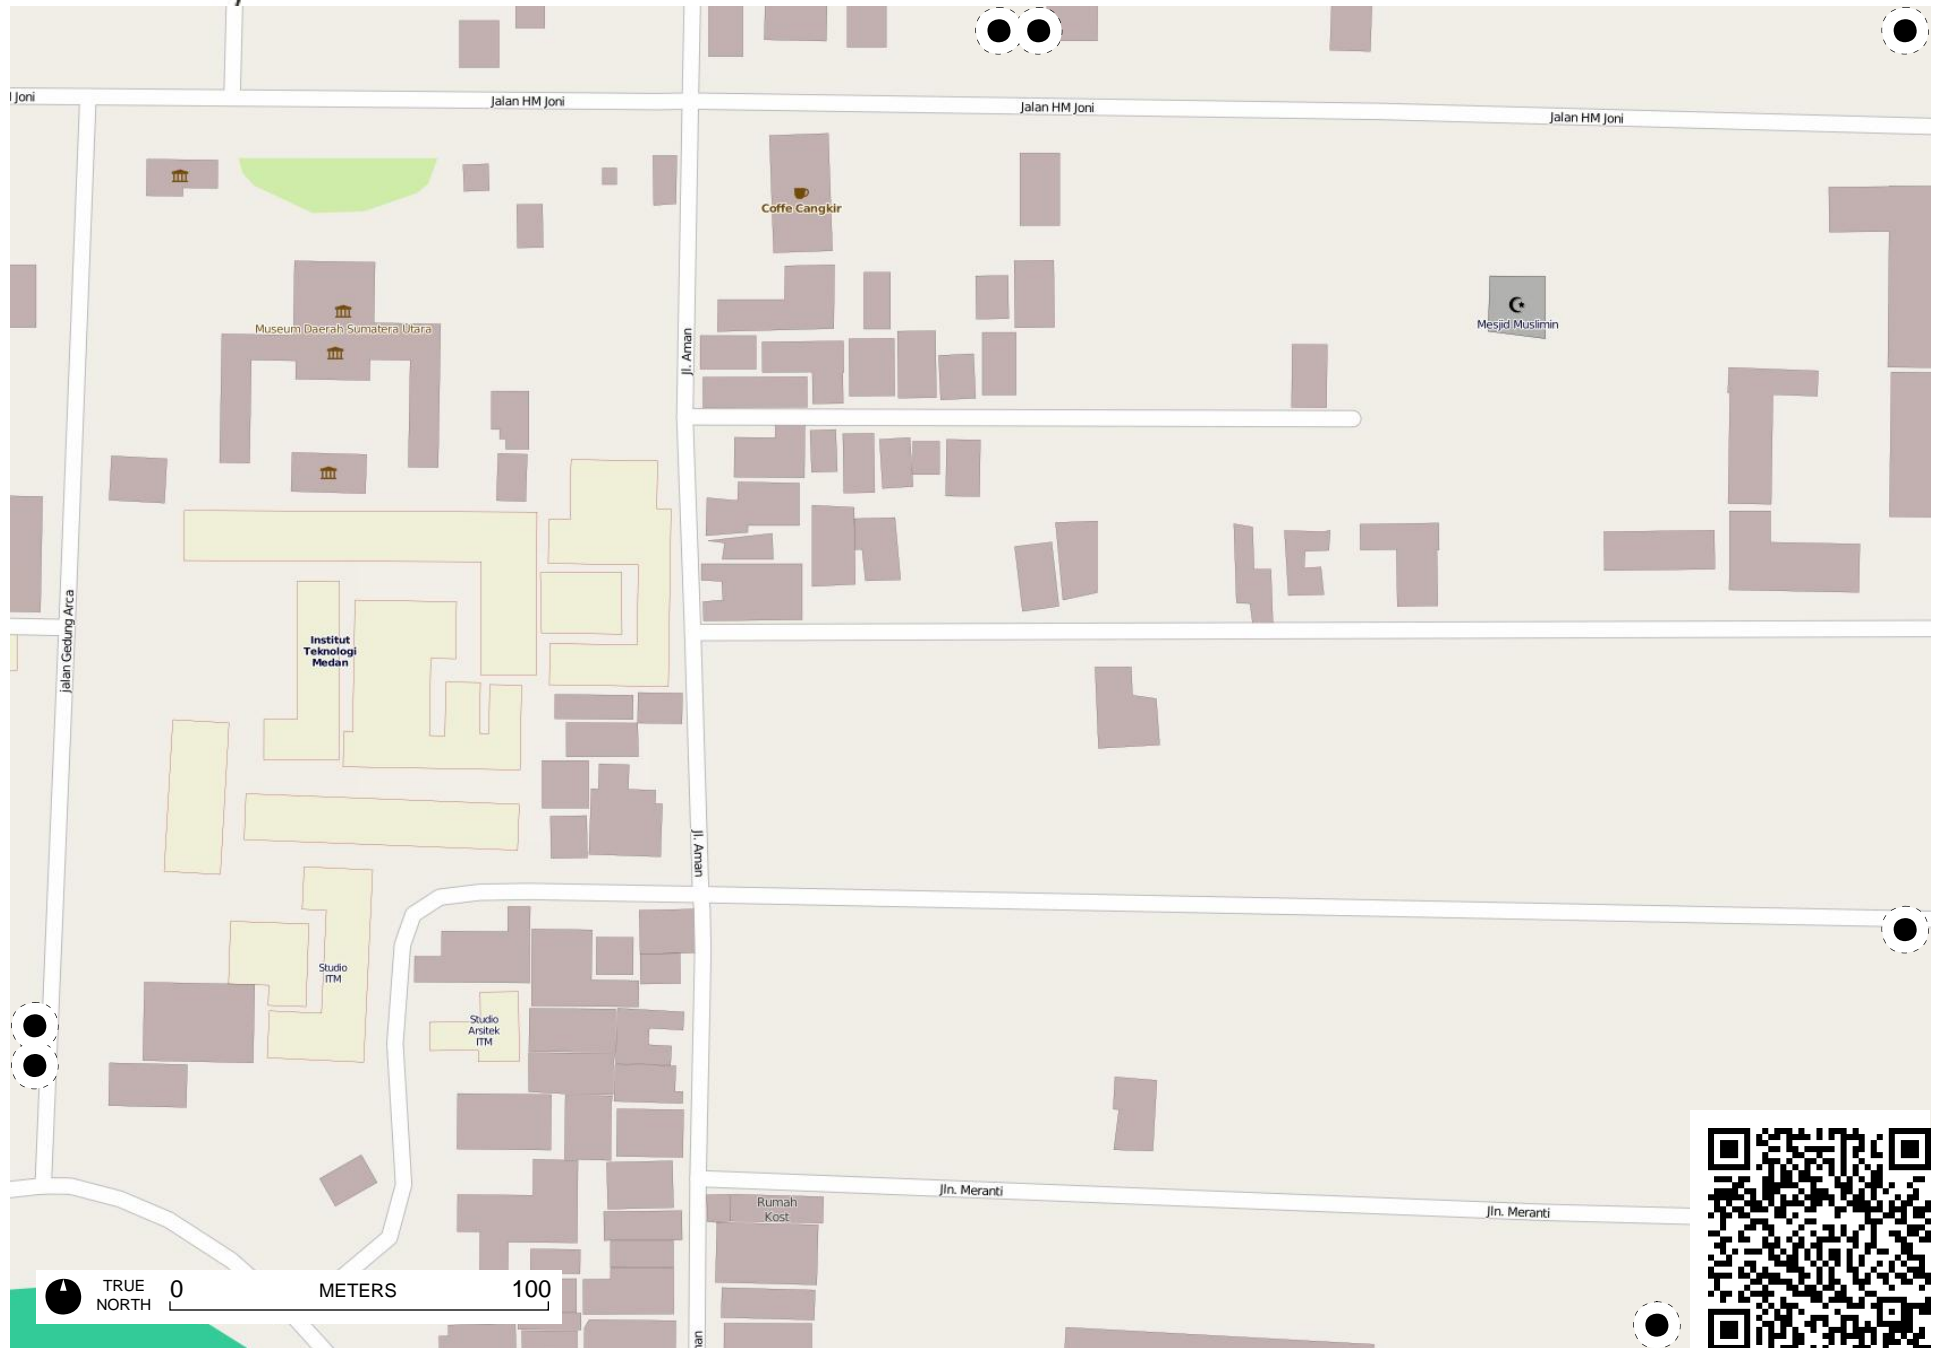 Joni
Jalan HM Joni
Jalan HM Joni
Jalan HM Joni
Coffe Cangkir
Museum Daerah Sumatera Utara
Mesjid Muslimin
Jl. Aman
jalan Gedung Arca
Institut
Teknologi
Medan
Jl. Aman
Studio
ITM
Studio
Arsitek
ITM
Jln. Meranti
Jln. Meranti
Rumah
Kost
TRUE
NORTH
0 METERS 100